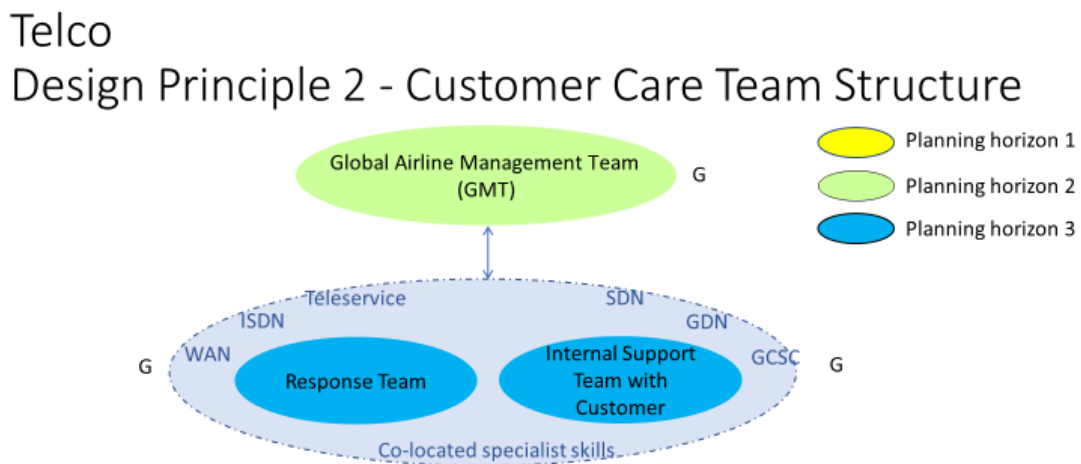 Telco
Design Principle 2 - Customer Care Team Structure
Global Airline Management Team
(GMT)
G
Planning horizon 1
Planning horizon 2
Planning horizon 3
Teleservice
SDN
ISDN
GDN
WAN
GCSC
G
G
Response Team
Internal Support
Team with
Customer
Co-located specialist skills